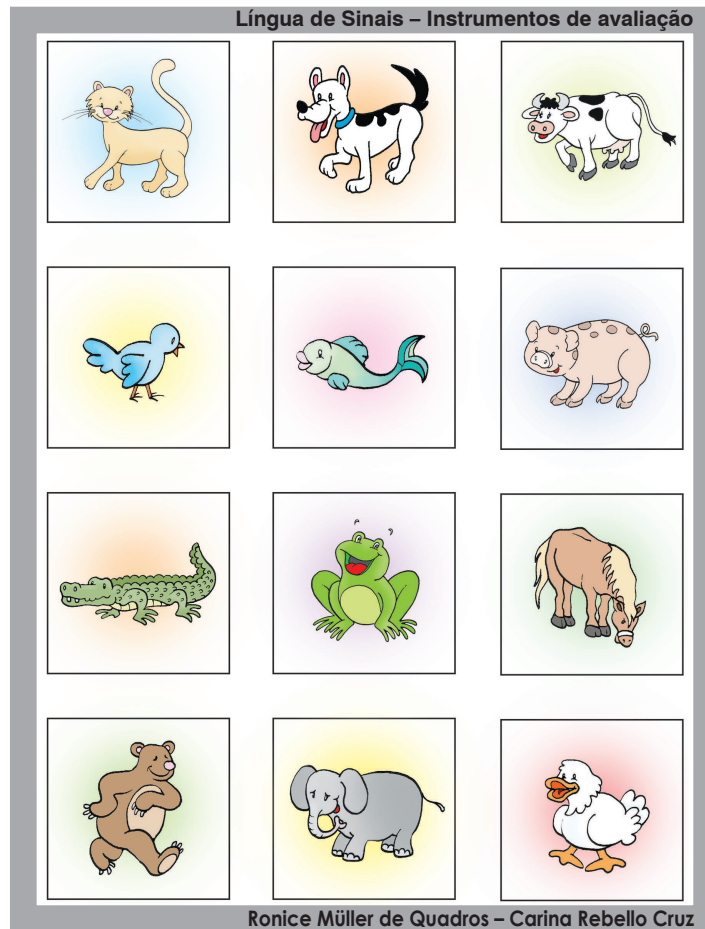 Língua de Sinais – Instrumentos de avaliação
Ronice Müller de Quadros – Carina Rebello Cruz